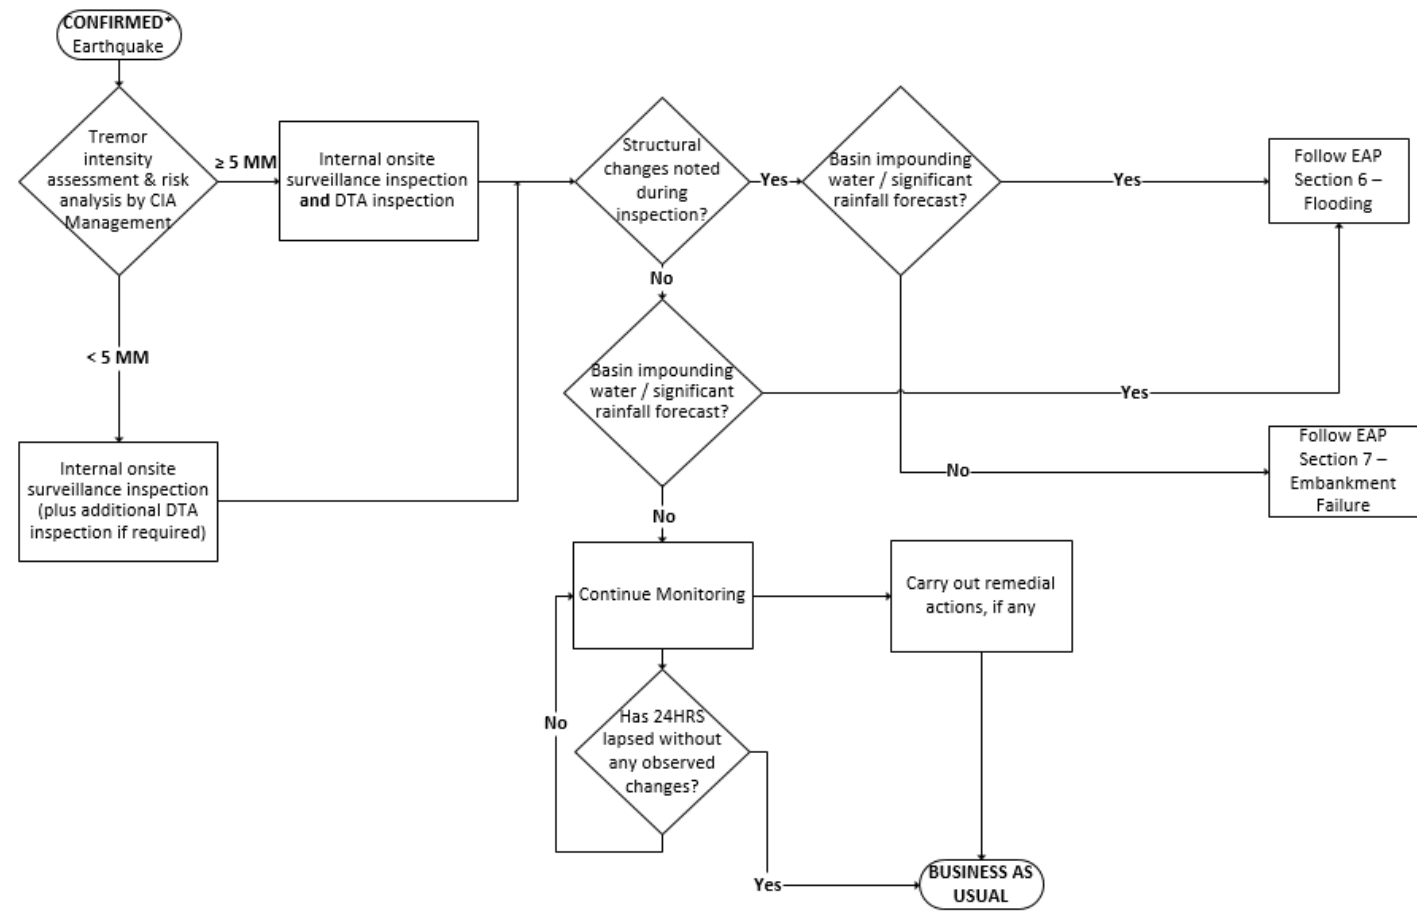 CONFIRMED*
Earthquake
Tremor
intensity
assessment & risk
analysis by CIA
Management
≥ 5 MM
Internal onsite
surveillance inspection
and DTA inspection
Structural
changes noted
during
inspection?
Yes
Basin impounding
water / significant
rainfall forecast?
Yes
Follow EAP
Section 6 –
Flooding
No
< 5 MM
Basin impounding
water / significant
rainfall forecast?
Yes
Internal onsite
surveillance inspection
(plus additional DTA
inspection if required)
No
Follow EAP
Section 7 –
Embankment
Failure
No
Continue Monitoring
Carry out remedial
actions, if any
No
Has 24HRS
lapsed without
any observed
changes?
Yes
BUSINESS AS
USUAL